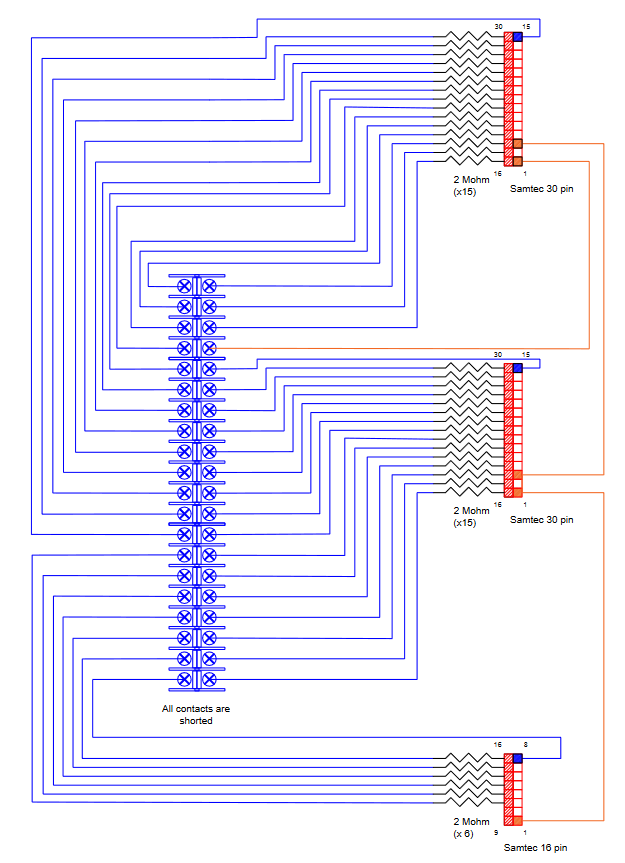 30 15
2 Mohm
(x15)
16 1
Samtec 30 pin
30 15
2 Mohm
(x15)
16 1
Samtec 30 pin
All contacts are
shorted
16 8
2 Mohm
(x 6)
9 1
Samtec 16 pin